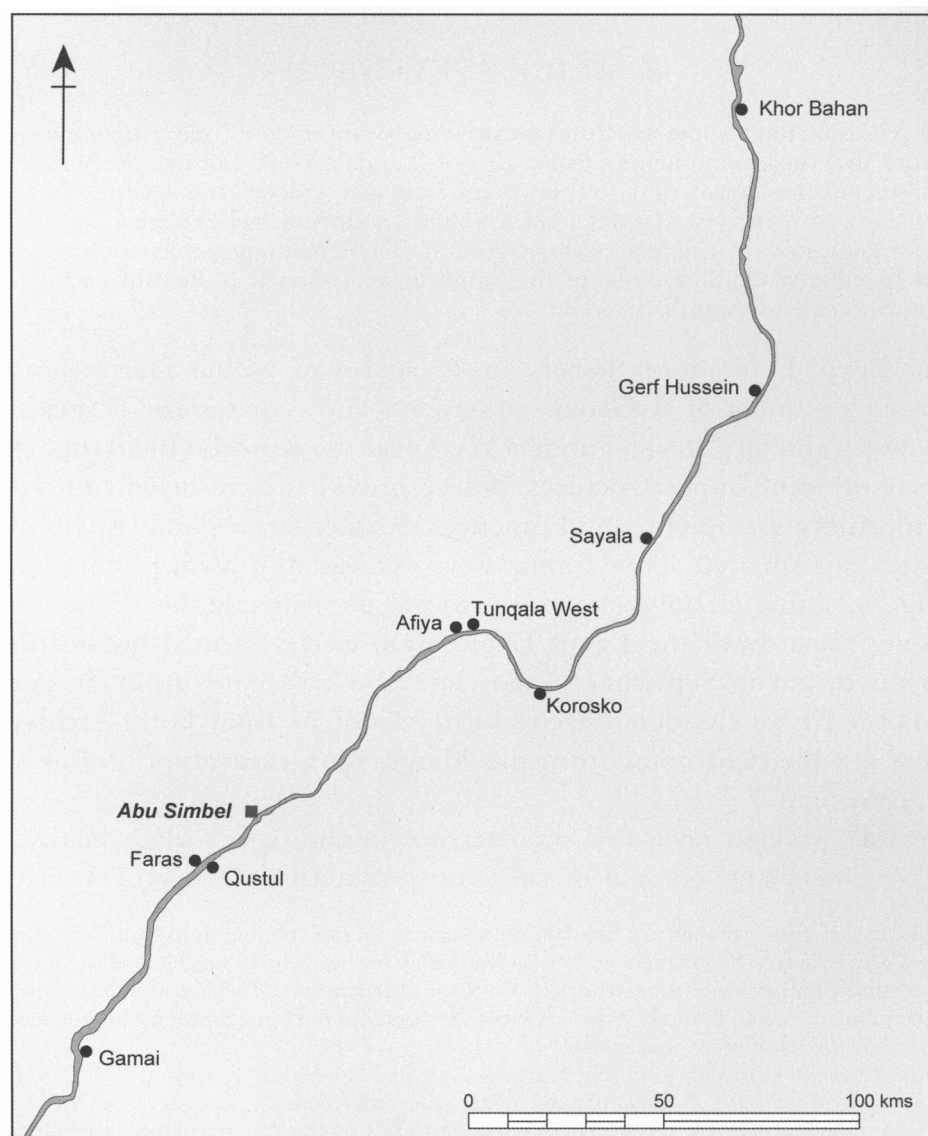 Khor Bahan
Gerf Hussein
Sayala
Tunqala West
Afiya
Korosko
Abu Simbel
Faras
Qustul
Gamai
0 50 100 kms